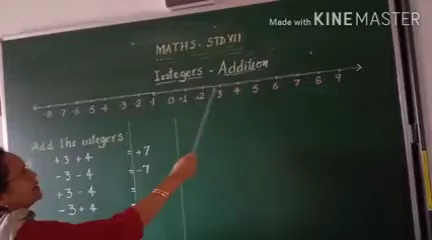 Made with KINEMASTER
MATHS - STD VII
Integers - Addition
-8 -7 -6 -5 -4 -3 -2 -1 0 +1 +2 3 4 5 6 7 8 9
Add the integers
+3 +4 = +7
-3 -4 = -7
+3 -4 =
-3 + 4 =